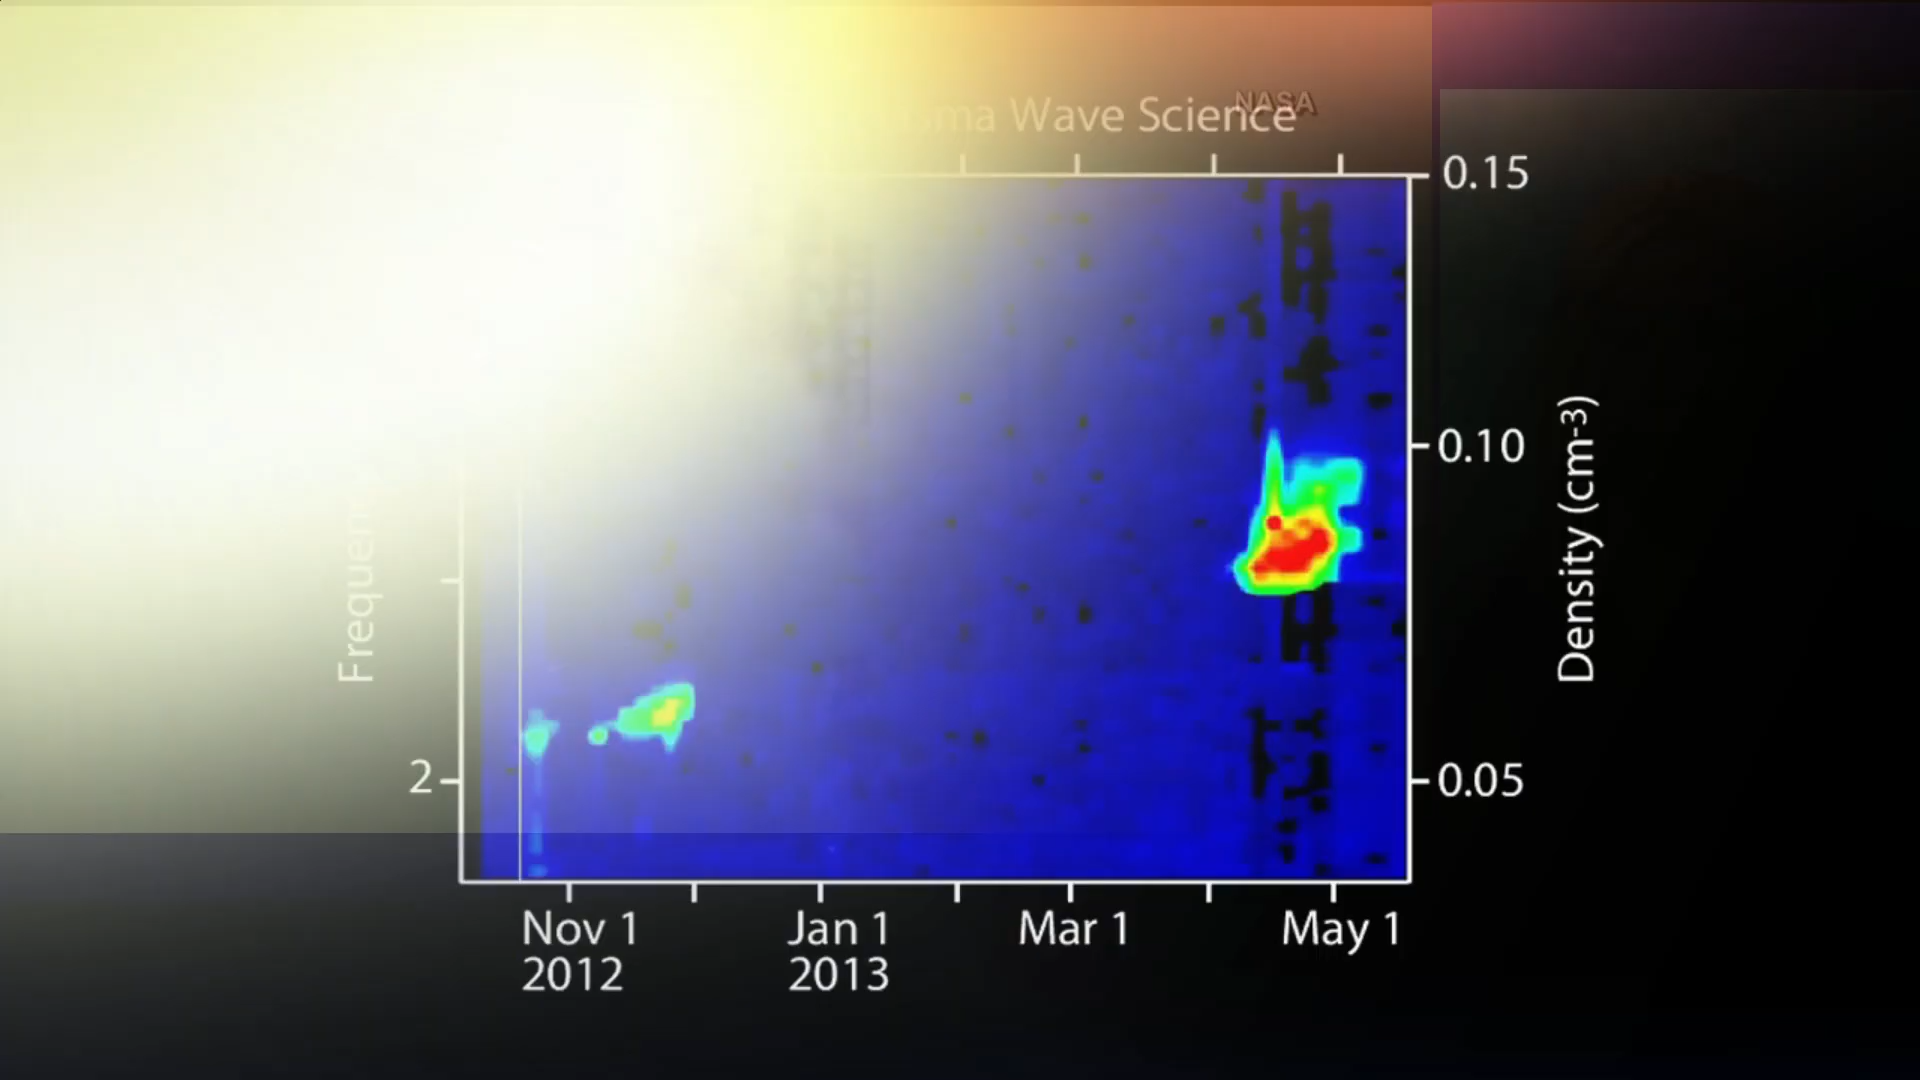 NASA
Wave Science
0.15
0.10
Density (cm-3)
2
0.05
Nov 1
Jan 1
Mar 1
May 1
2012
2013